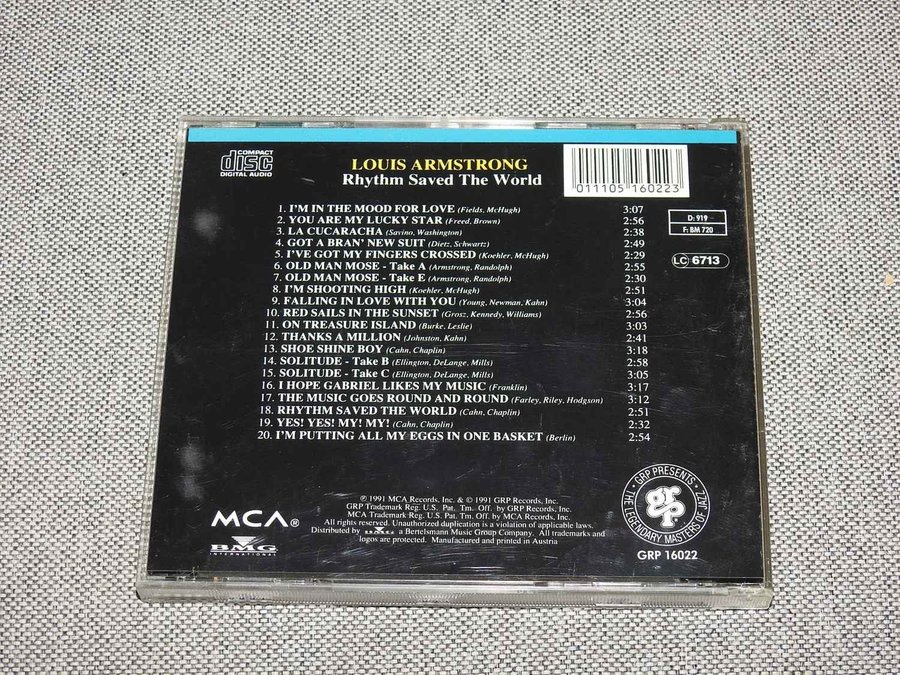 COMPACT
disc
DIGITAL AUDIO
LOUIS ARMSTRONG
Rhythm Saved The World
011105 160223
D: 919
F: BM 720
LC 6713
1. I'M IN THE MOOD FOR LOVE (Fields, McHugh) 3:07
2. YOU ARE MY LUCKY STAR (Freed, Brown) 2:56
3. LA CUCARACHA (Savino, Washington) 2:38
4. GOT A BRAN' NEW SUIT (Dietz, Schwartz) 2:49
5. I'VE GOT MY FINGERS CROSSED (Koehler, McHugh) 2:29
6. OLD MAN MOSE - Take A (Armstrong, Randolph) 2:55
7. OLD MAN MOSE - Take E (Armstrong, Randolph) 2:30
8. I'M SHOOTING HIGH (Koehler, McHugh) 2:51
9. FALLING IN LOVE WITH YOU (Young, Newman, Kahn) 3:04
10. RED SAILS IN THE SUNSET (Grosz, Kennedy, Williams) 2:56
11. ON TREASURE ISLAND (Burke, Leslie) 3:03
12. THANKS A MILLION (Johnston, Kahn) 2:41
13. SHOE SHINE BOY (Cahn, Chaplin) 3:18
14. SOLITUDE - Take B (Ellington, DeLange, Mills) 2:58
15. SOLITUDE - Take C (Ellington, DeLange, Mills) 3:05
16. I HOPE GABRIEL LIKES MY MUSIC (Franklin) 3:17
17. THE MUSIC GOES ROUND AND ROUND (Farley, Riley, Hodgson) 3:12
18. RHYTHM SAVED THE WORLD (Cahn, Chaplin) 2:51
19. YES! YES! MY! MY! (Cahn, Chaplin) 2:32
20. I'M PUTTING ALL MY EGGS IN ONE BASKET (Berlin) 2:54
MCA®
BMG
INTERNATIONAL
℗ 1991 MCA Records, Inc. & © 1991 GRP Records, Inc.
GRP Trademark Reg. U.S. Pat. Tm. Off. by GRP Records, Inc.
MCA Trademark Reg. U.S. Pat. Tm. Off. by MCA Records, Inc.
All rights reserved. Unauthorized duplication is a violation of applicable laws.
Distributed by BMG a Bertelsmann Music Group Company. All trademarks and
logos are protected. Manufactured and printed in Austria
GRP PRESENTS
THE LEGENDARY MASTERS OF JAZZ
grp
GRP 16022